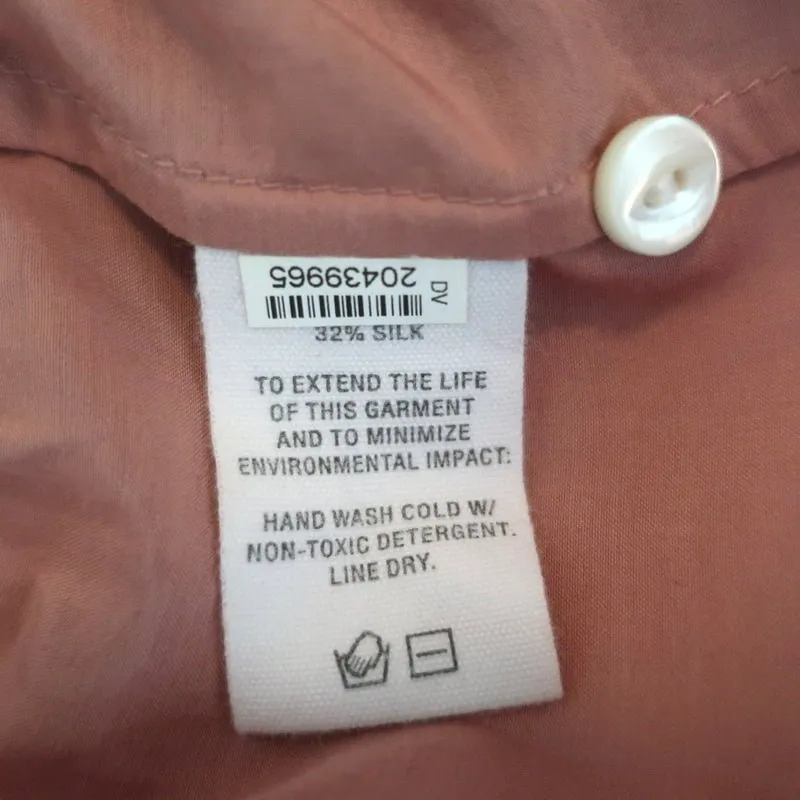 20439965
DV
32% SILK
TO EXTEND THE LIFE
OF THIS GARMENT
AND TO MINIMIZE
ENVIRONMENTAL IMPACT:
HAND WASH COLD W/
NON-TOXIC DETERGENT.
LINE DRY.